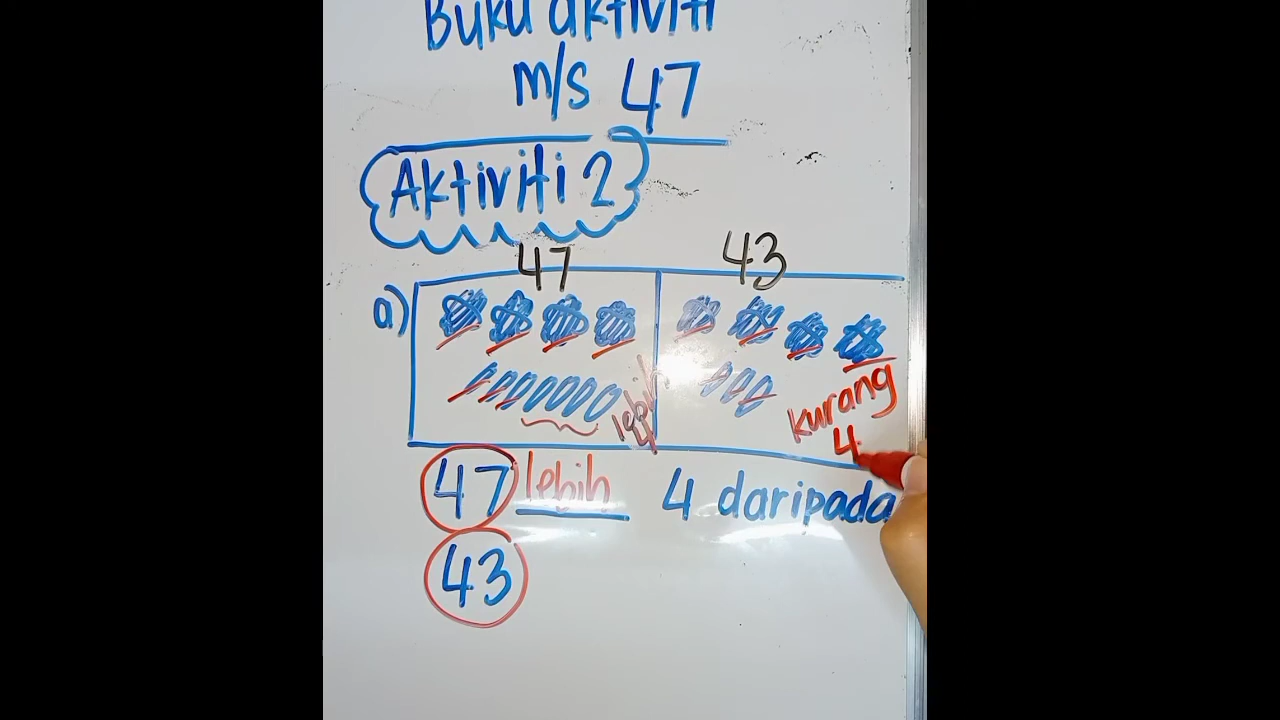 Buku aktiviti
m/s 47
Aktiviti 2
47
43
a)
lebih
4
kurang
4
47 lebih 4 daripada
43